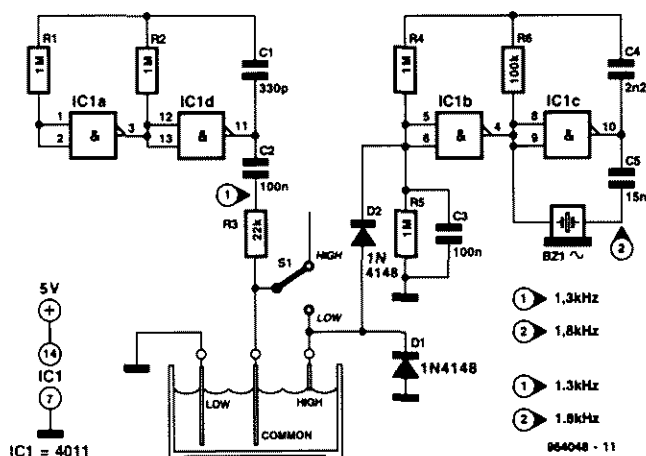 R1
1M
R2
1M
C1
330p
IC1a
IC1d
1
2
&
3
12
13
&
11
C2
100n
1
R3
22k
S1
HIGH
LOW
R4
1M
R6
100k
C4
2n2
IC1b
IC1c
5
6
&
4
8
9
&
10
C5
15n
D2
1N
4148
R5
1M
C3
100n
BZ1 ~
2
5V
+
14
IC1
7
IC1 = 4011
LOW
COMMON
HIGH
D1
1N4148
1 1,3kHz
2 1,8kHz
1 1.3kHz
2 1.8kHz
964048 - 11